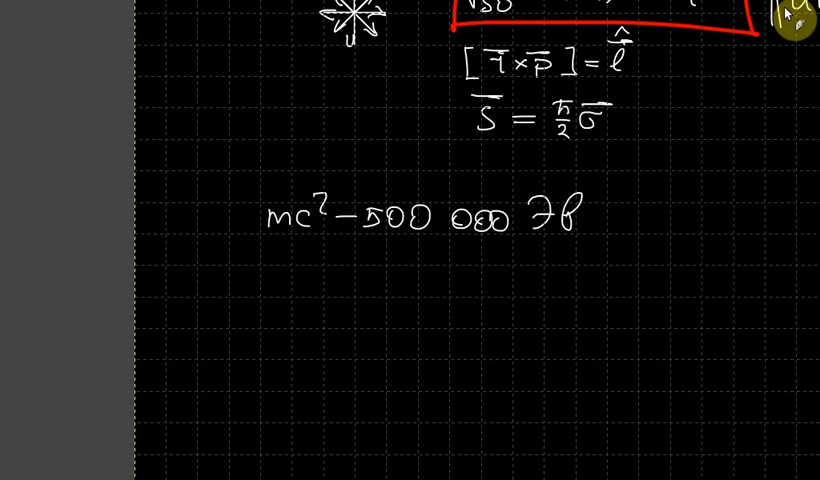 [ r̄ × p̄ ] = l̂
S̄ = ħ/2 σ̄
mc² – 500 000 Эв